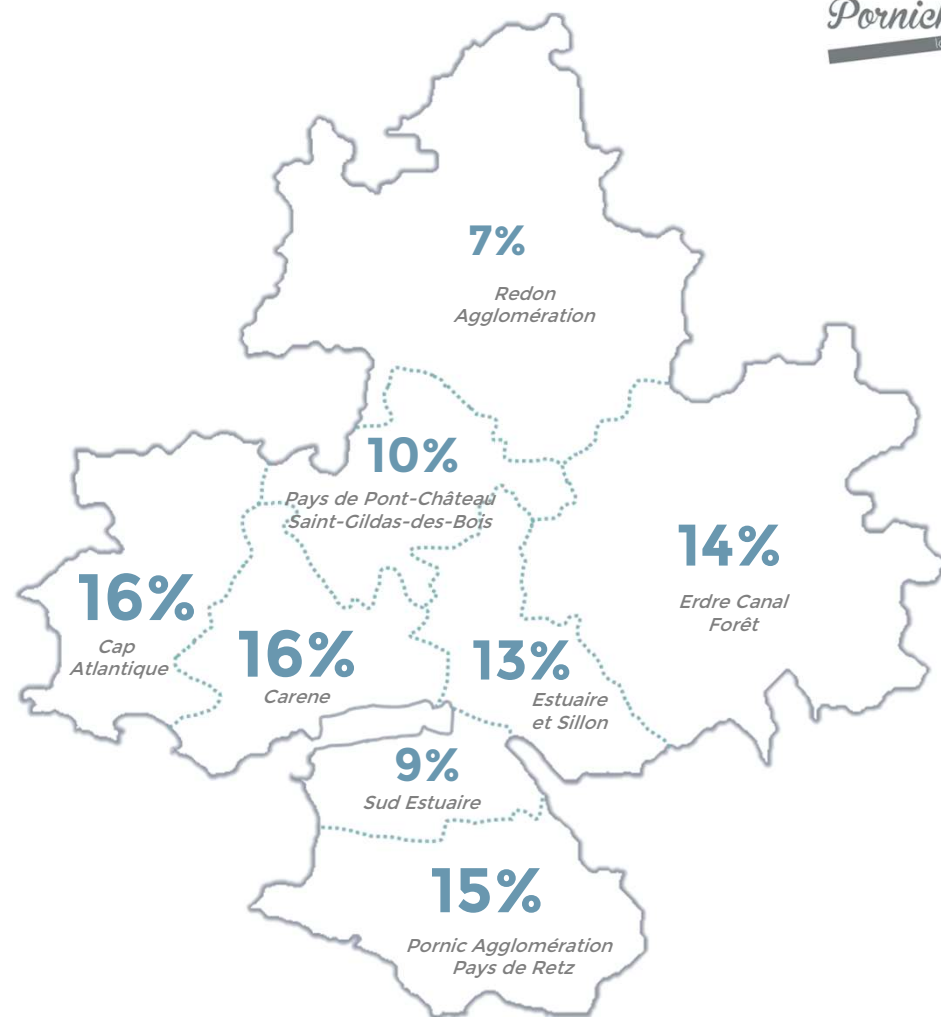 7%
Redon
Agglomération
10%
Pays de Pont-Château
Saint-Gildas-des-Bois
14%
Erdre Canal
Forêt
16%
Cap
Atlantique
16%
Carene
13%
Estuaire
et Sillon
9%
Sud Estuaire
15%
Pornic Agglomération
Pays de Retz